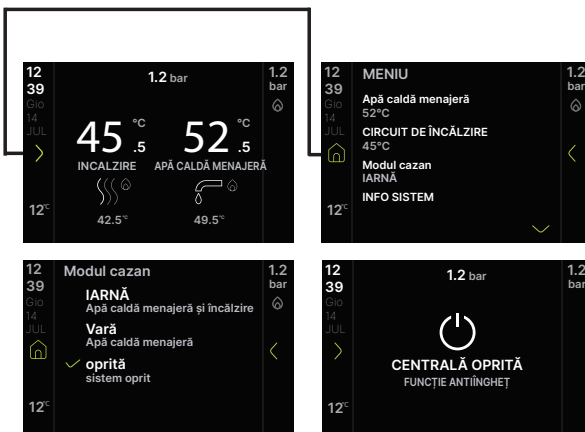 12
39
Gio
14
JUL
1.2 bar
1.2
bar
45 °C .5
52 °C .5
INCALZIRE
APĂ CALDĂ MENAJERĂ
12°C
42.5°C
49.5°C
12
39
Gio
14
JUL
MENIU
1.2
bar
Apă caldă menajeră
52°C
CIRCUIT DE ÎNCĂLZIRE
45°C
Modul cazan
IARNĂ
INFO SISTEM
12°C
12
39
Gio
14
JUL
Modul cazan
1.2
bar
IARNĂ
Apă caldă menajeră și încălzire
Vară
Apă caldă menajeră
oprită
sistem oprit
12°C
12
39
Gio
14
JUL
1.2 bar
1.2
bar
CENTRALĂ OPRITĂ
FUNCȚIE ANTIÎNGHEȚ
12°C